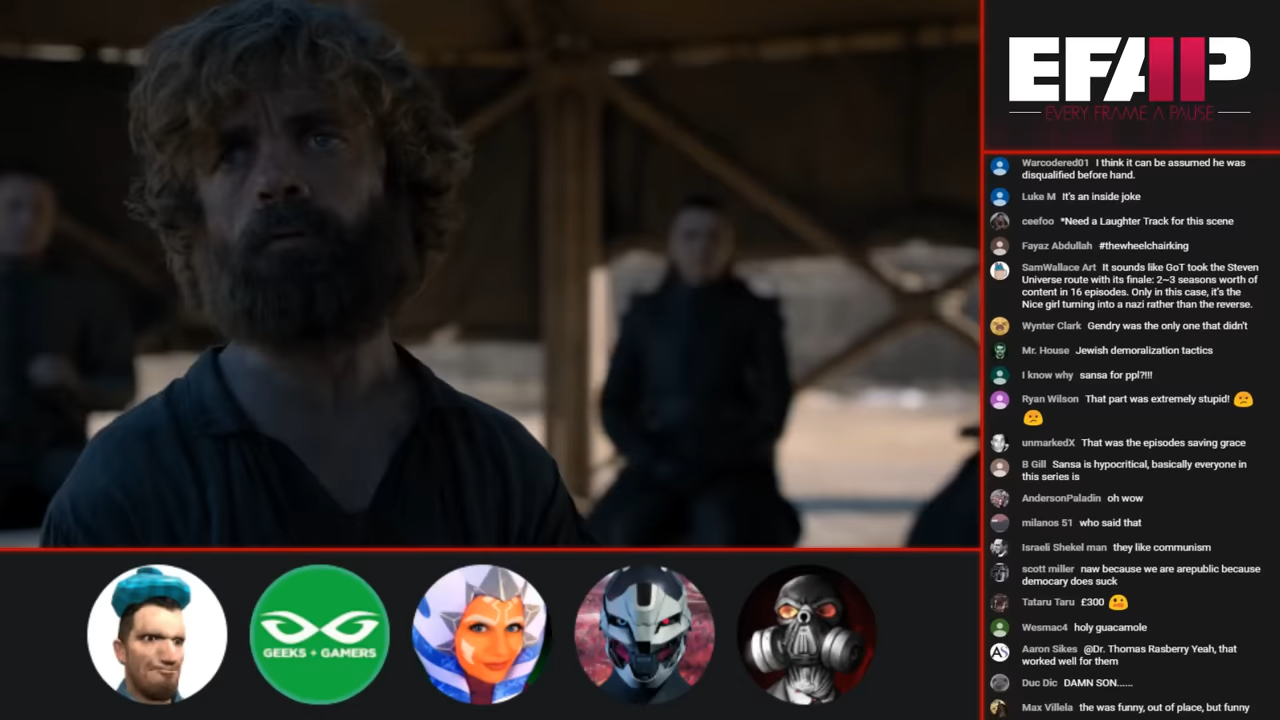 EFAP
EVERY FRAME A PAUSE
Warcodered01 I think it can be assumed he was
disqualified before hand.
Luke M It's an inside joke
ceefoo *Need a Laughter Track for this scene
Fayaz Abdullah #thewheelchairking
SamWallace Art It sounds like GoT took the Steven
Universe route with its finale: 2~3 seasons worth of
content in 16 episodes. Only in this case, it's the
Nice girl turning into a nazi rather than the reverse.
Wynter Clark Gendry was the only one that didn't
Mr. House Jewish demoralization tactics
I know why sansa for ppl?!!!
Ryan Wilson That part was extremely stupid!
unmarkedX That was the episodes saving grace
B Gill Sansa is hypocritical, basically everyone in
this series is
AndersonPaladin oh wow
milanos 51 who said that
Israeli Shekel man they like communism
scott miller naw because we are arepublic because
democary does suck
Tataru Taru £300
Wesmac4 holy guacamole
Aaron Sikes @Dr. Thomas Rasberry Yeah, that
worked well for them
Duc Dic DAMN SON......
Max Villela the was funny, out of place, but funny
GEEKS + GAMERS
AS